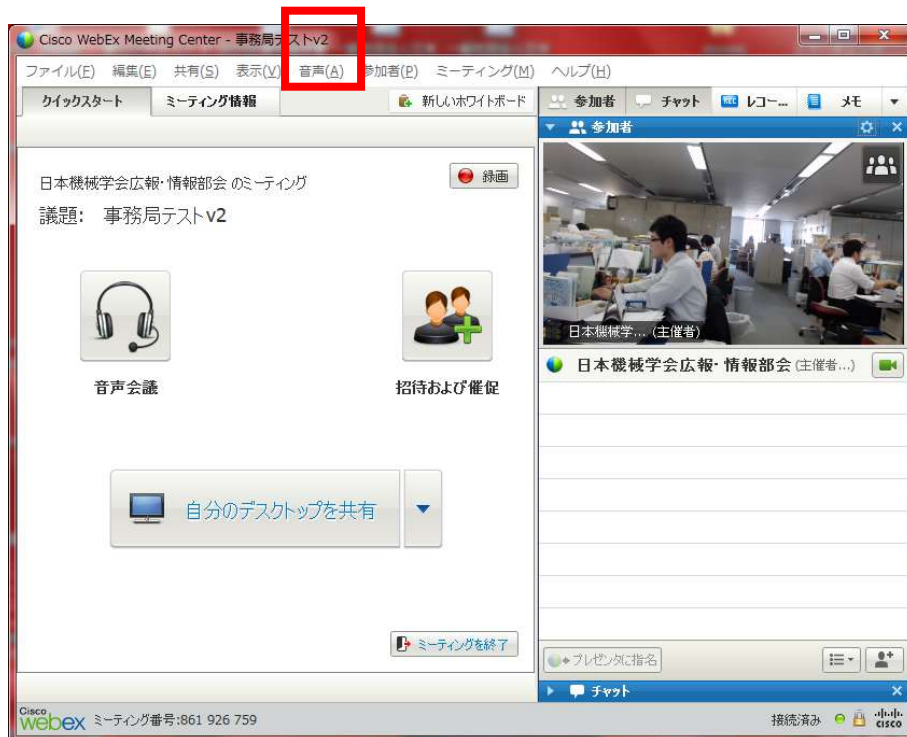 Cisco WebEx Meeting Center - 事務局テストv2
ファイル(F) 編集(E) 共有(S) 表示(V) 音声(A) 参加者(P) ミーティング(M) ヘルプ(H)
クイックスタート ミーティング情報 新しいホワイトボード
参加者 チャット レコー... メモ
参加者
日本機械学会広報・情報部会 のミーティング
録画
議題: 事務局テストv2
日本機械学... (主催者)
日本機械学会広報・情報部会 (主催者...)
音声会議
招待および催促
自分のデスクトップを共有
ミーティングを終了
プレゼンタに指名
チャット
Cisco webex ミーティング番号:861 926 759
接続済み
CISCO